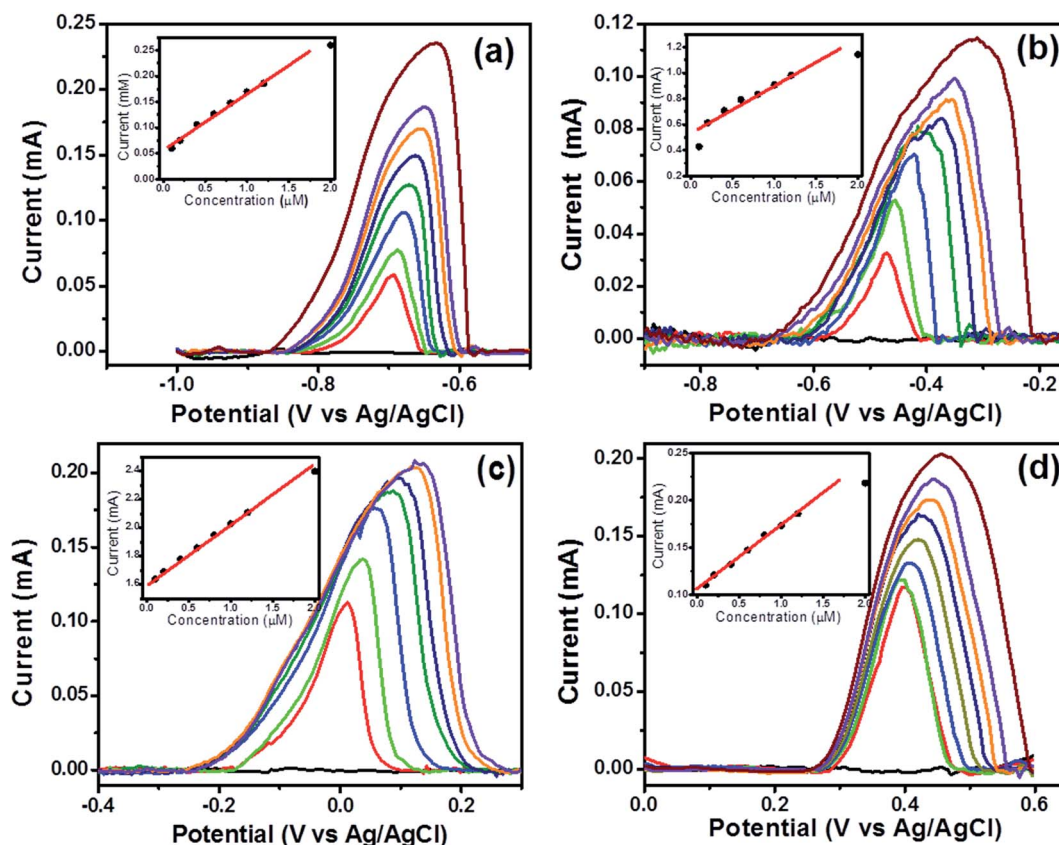 (a)
0.25
0.20
0.15
0.10
0.05
0.00
Current (mA)
-1.0 -0.8 -0.6
Potential (V vs Ag/AgCl)
0.25
0.20
0.15
0.10
0.05
0.00
Current (mM)
0.0 0.5 1.0 1.5 2.0
Concentration (μM)
(b)
0.12
0.10
0.08
0.06
0.04
0.02
0.00
Current (mA)
-0.8 -0.6 -0.4 -0.2
Potential (V vs Ag/AgCl)
1.4
1.2
1.0
0.8
0.6
0.4
0.2
Current (mA)
0.0 0.5 1.0 1.5 2.0
Concentration (μM)
(c)
0.20
0.15
0.10
0.05
0.00
Current (mA)
-0.4 -0.2 0.0 0.2
Potential (V vs Ag/AgCl)
2.4
2.2
2.0
1.8
1.6
Current (mA)
0.0 0.5 1.0 1.5 2.0
Concentration (μM)
(d)
0.20
0.15
0.10
0.05
0.00
Current (mA)
0.0 0.2 0.4 0.6
Potential (V vs Ag/AgCl)
0.25
0.20
0.15
0.10
Current (mA)
0.0 0.5 1.0 1.5 2.0
Concentration (μM)